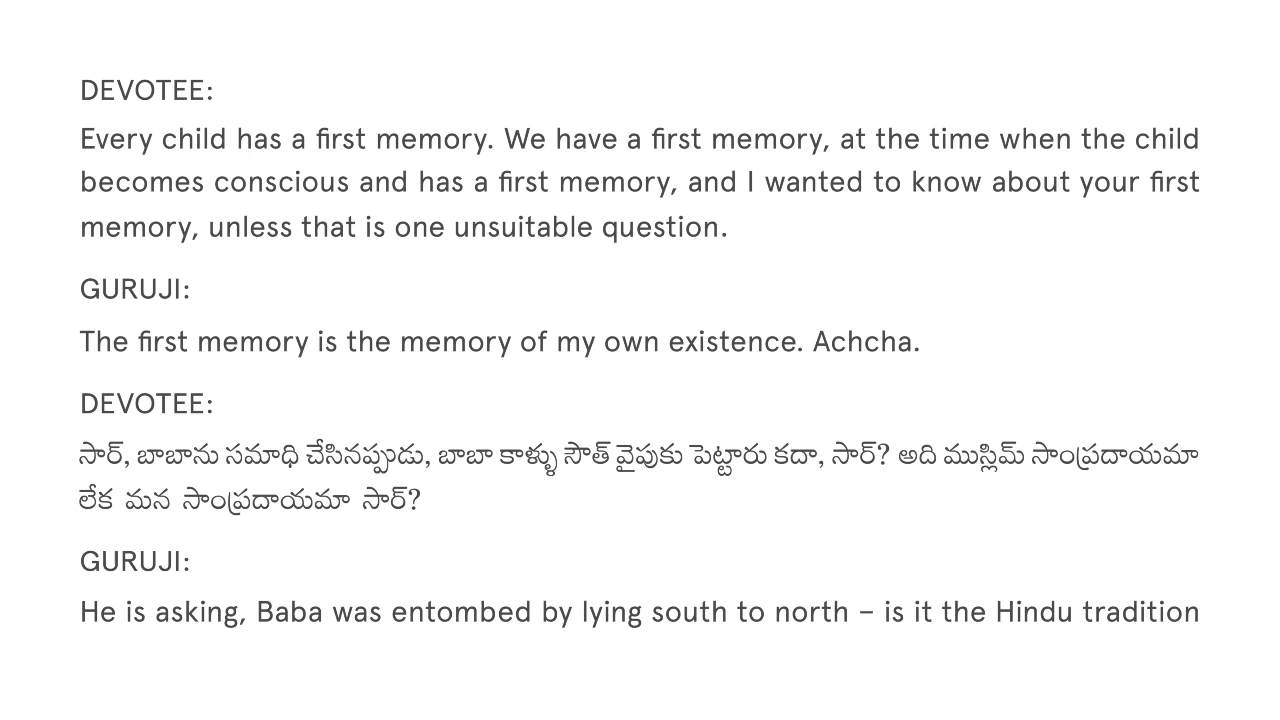 DEVOTEE:
Every child has a first memory. We have a first memory, at the time when the child
becomes conscious and has a first memory, and I wanted to know about your first
memory, unless that is one unsuitable question.
GURUJI:
The first memory is the memory of my own existence. Achcha.
DEVOTEE:
సార్, బాబాను సమాధి చేసినప్పుడు, బాబా కాళ్ళు సౌత్ వైపుకు పెట్టారు కదా, సార్? అది ముస్లిమ్ సాంప్రదాయమా
లేక మన సాంప్రదాయమా సార్?
GURUJI:
He is asking, Baba was entombed by lying south to north – is it the Hindu tradition